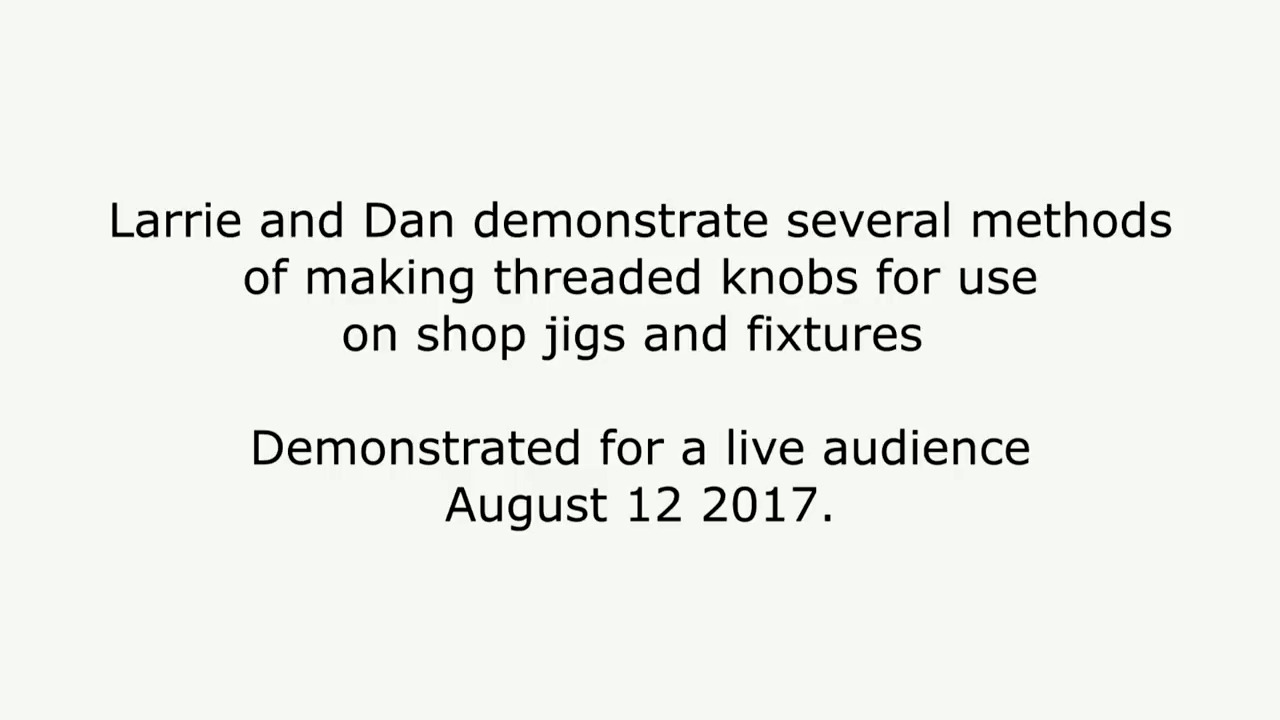 Larrie and Dan demonstrate several methods
of making threaded knobs for use
on shop jigs and fixtures
Demonstrated for a live audience
August 12 2017.